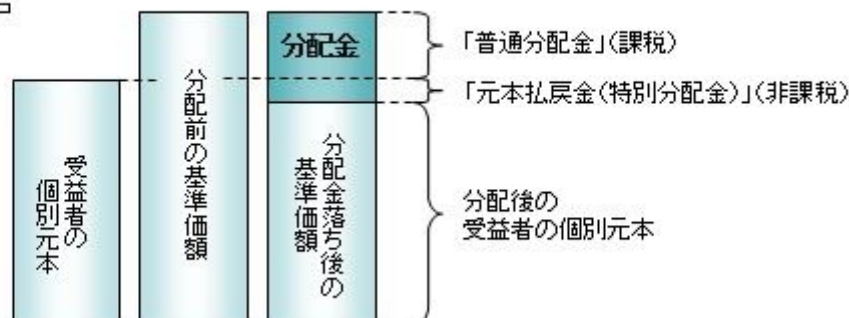 受益者の
個別元本
分配前の基準価額
分配金
分配金落ち後の
基準価額
「普通分配金」(課税)
「元本払戻金(特別分配金)」(非課税)
分配後の
受益者の個別元本